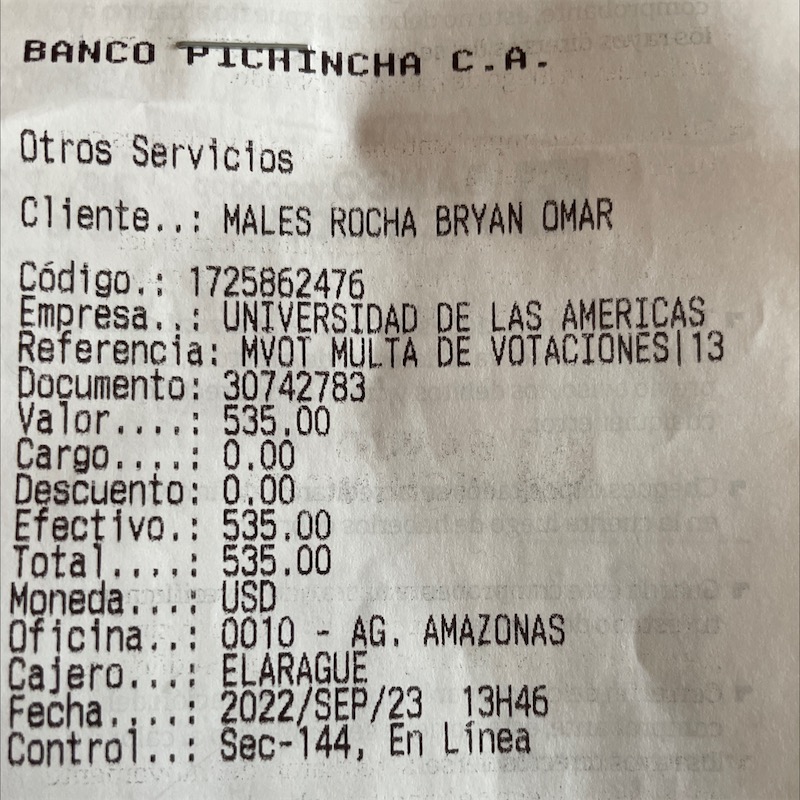 BANCO PICHINCHA C.A.
Otros Servicios
Cliente..: MALES ROCHA BRYAN OMAR
Código.: 1725862476
Empresa..: UNIVERSIDAD DE LAS AMERICAS
Referencia: MVOT MULTA DE VOTACIONES|13
Documento: 30742783
Valor....: 535.00
Cargo....: 0.00
Descuento: 0.00
Efectivo.: 535.00
Total....: 535.00
Moneda...: USD
Oficina..: 0010 - AG. AMAZONAS
Cajero...: ELARAGUE
Fecha....: 2022/SEP/23 13H46
Control..: Sec-144, En Línea